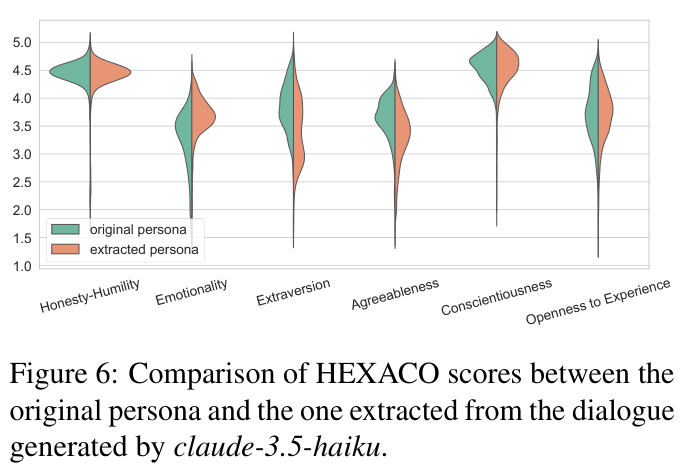 5.0
4.5
4.0
3.5
3.0
2.5
2.0
1.5
1.0
original persona
extracted persona
Honesty-Humility
Emotionality
Extraversion
Agreeableness
Conscientiousness
Openness to Experience
Figure 6: Comparison of HEXACO scores between the
original persona and the one extracted from the dialogue
generated by claude-3.5-haiku.